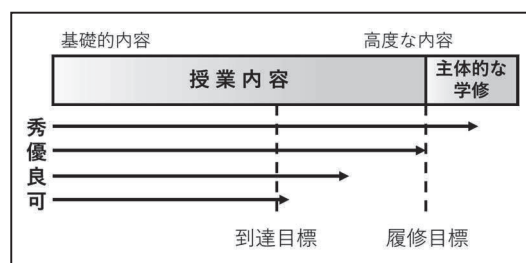 基礎的内容 高度な内容
授業内容 主体的な
学修
秀
優
良
可
到達目標 履修目標